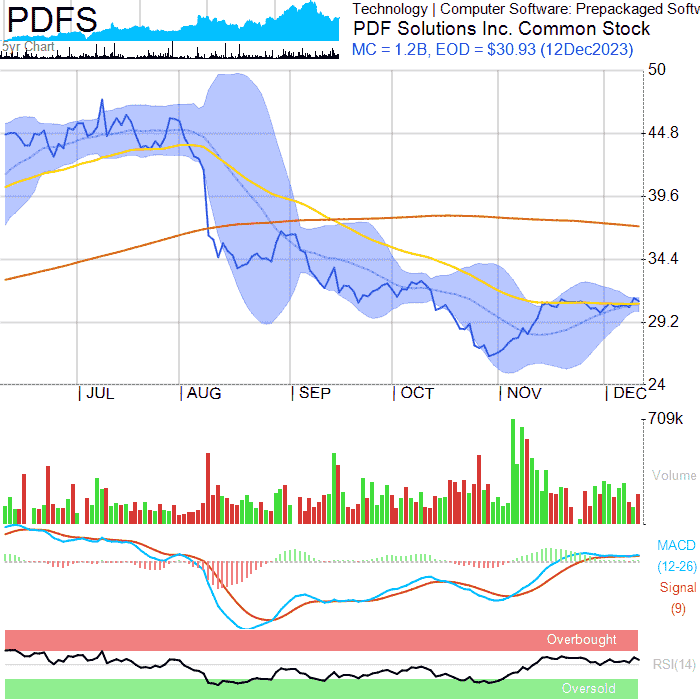 PDFS
5yr Chart
Technology | Computer Software: Prepackaged Softw
PDF Solutions Inc. Common Stock
MC = 1.2B, EOD = $30.93 (12Dec2023)
50
44.8
39.6
34.4
29.2
24
| JUL | AUG | SEP | OCT | NOV | DEC
709k
Volume
MACD
(12-26)
Signal
(9)
Overbought
RSI(14)
Oversold